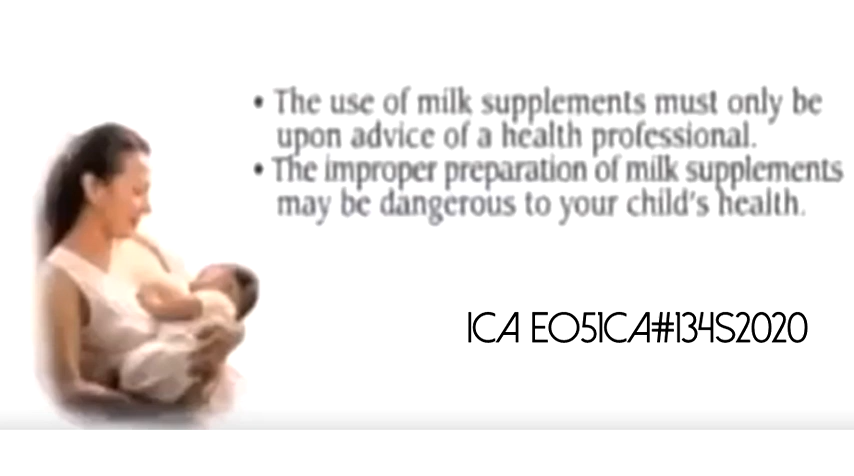 • The use of milk supplements must only be
upon advice of a health professional.
• The improper preparation of milk supplements
may be dangerous to your child's health.
ICA EO51CA#134S2020